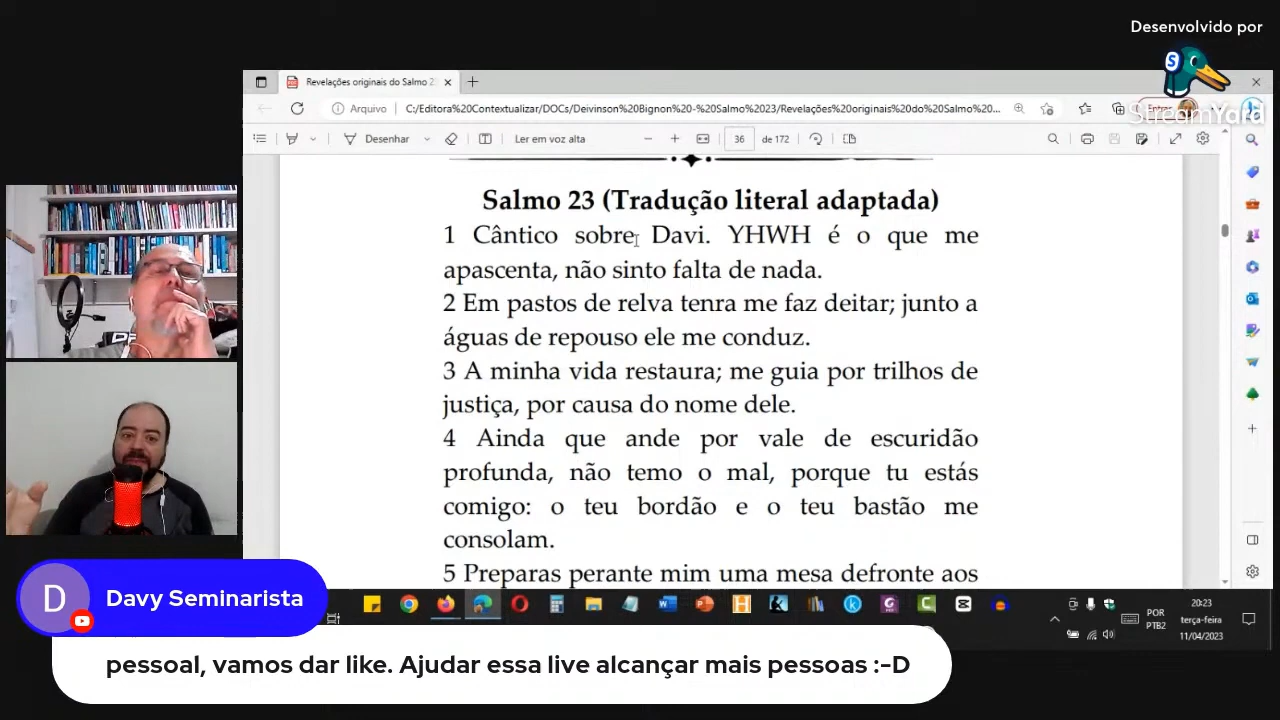 Desenvolvido por
StreamYard
Revelações originais do Salmo 2
Arquivo C:/Editora%20Contextualizar/DOCs/Deivinson%20Bignon%20-%20Salmo%2023/Revelações%20originais%20do%20Salmo%20... Entrar
Desenhar Ler em voz alta 36 de 172
Salmo 23 (Tradução literal adaptada)
1 Cântico sobre Davi. YHWH é o que me
apascenta, não sinto falta de nada.
2 Em pastos de relva tenra me faz deitar; junto a
águas de repouso ele me conduz.
3 A minha vida restaura; me guia por trilhos de
justiça, por causa do nome dele.
4 Ainda que ande por vale de escuridão
profunda, não temo o mal, porque tu estás
comigo: o teu bordão e o teu bastão me
consolam.
5 Preparas perante mim uma mesa defronte aos
D
Davy Seminarista
POR
PTB2
20:23
terça-feira
11/04/2023
pessoal, vamos dar like. Ajudar essa live alcançar mais pessoas :-D